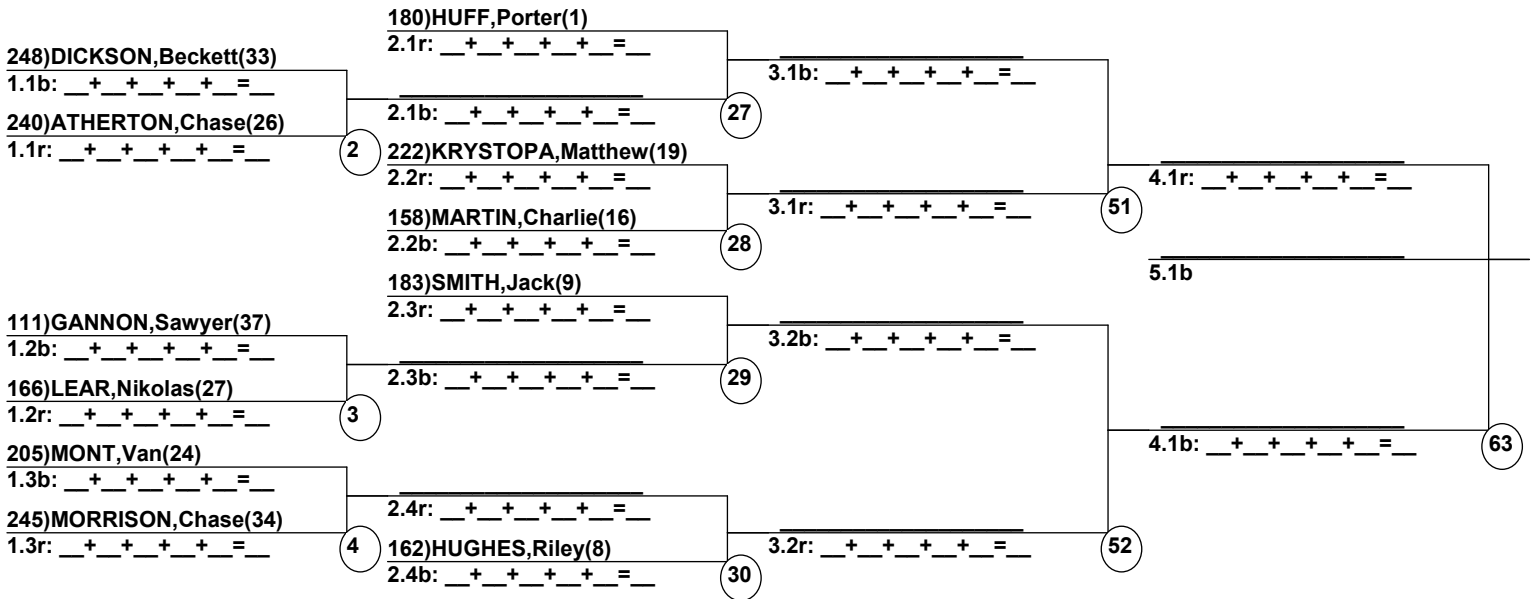 180)HUFF,Porter(1)
2.1r: __+__+__+__+__=__
248)DICKSON,Beckett(33)
1.1b: __+__+__+__+__=__
3.1b: __+__+__+__+__=__
2.1b: __+__+__+__+__=__
27
240)ATHERTON,Chase(26)
1.1r: __+__+__+__+__=__
2
222)KRYSTOPA,Matthew(19)
2.2r: __+__+__+__+__=__
4.1r: __+__+__+__+__=__
3.1r: __+__+__+__+__=__
51
158)MARTIN,Charlie(16)
2.2b: __+__+__+__+__=__
28
5.1b
183)SMITH,Jack(9)
2.3r: __+__+__+__+__=__
111)GANNON,Sawyer(37)
1.2b: __+__+__+__+__=__
3.2b: __+__+__+__+__=__
2.3b: __+__+__+__+__=__
29
166)LEAR,Nikolas(27)
1.2r: __+__+__+__+__=__
3
4.1b: __+__+__+__+__=__
63
205)MONT,Van(24)
1.3b: __+__+__+__+__=__
2.4r: __+__+__+__+__=__
245)MORRISON,Chase(34)
1.3r: __+__+__+__+__=__
4
3.2r: __+__+__+__+__=__
52
162)HUGHES,Riley(8)
2.4b: __+__+__+__+__=__
30